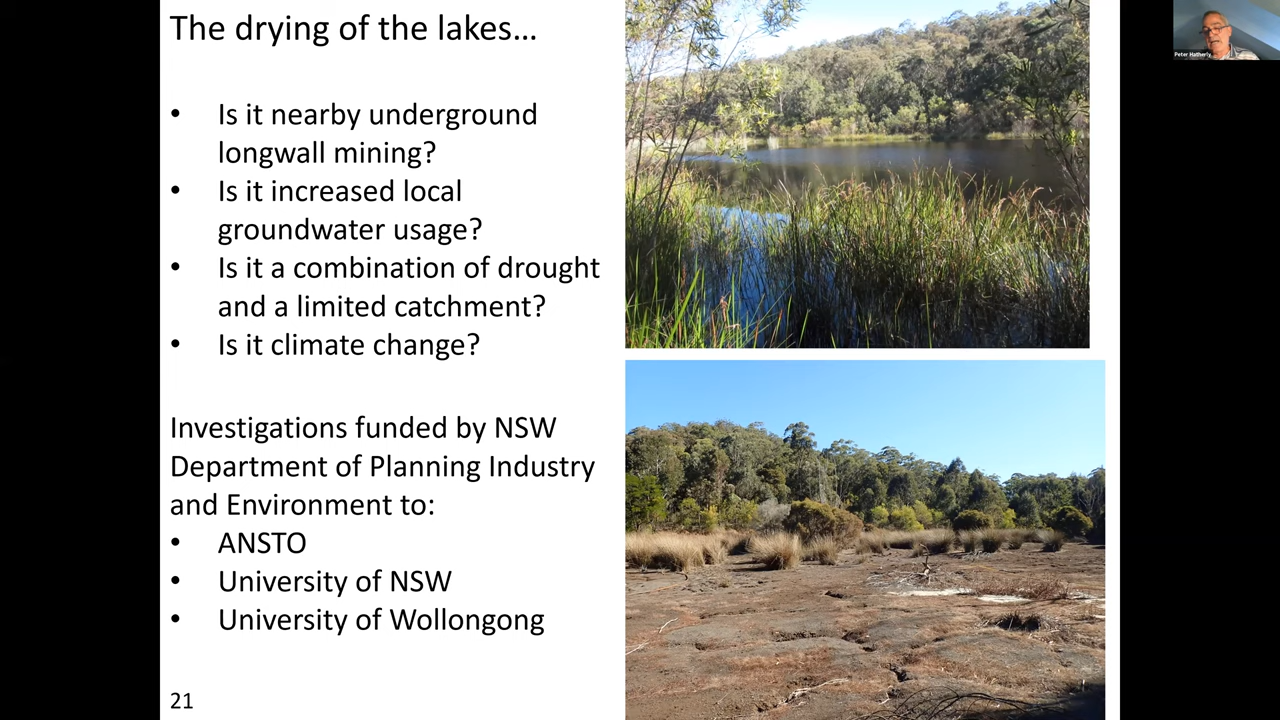 The drying of the lakes…
• Is it nearby underground
longwall mining?
• Is it increased local
groundwater usage?
• Is it a combination of drought
and a limited catchment?
• Is it climate change?
Investigations funded by NSW
Department of Planning Industry
and Environment to:
• ANSTO
• University of NSW
• University of Wollongong
21
Peter Hatherly